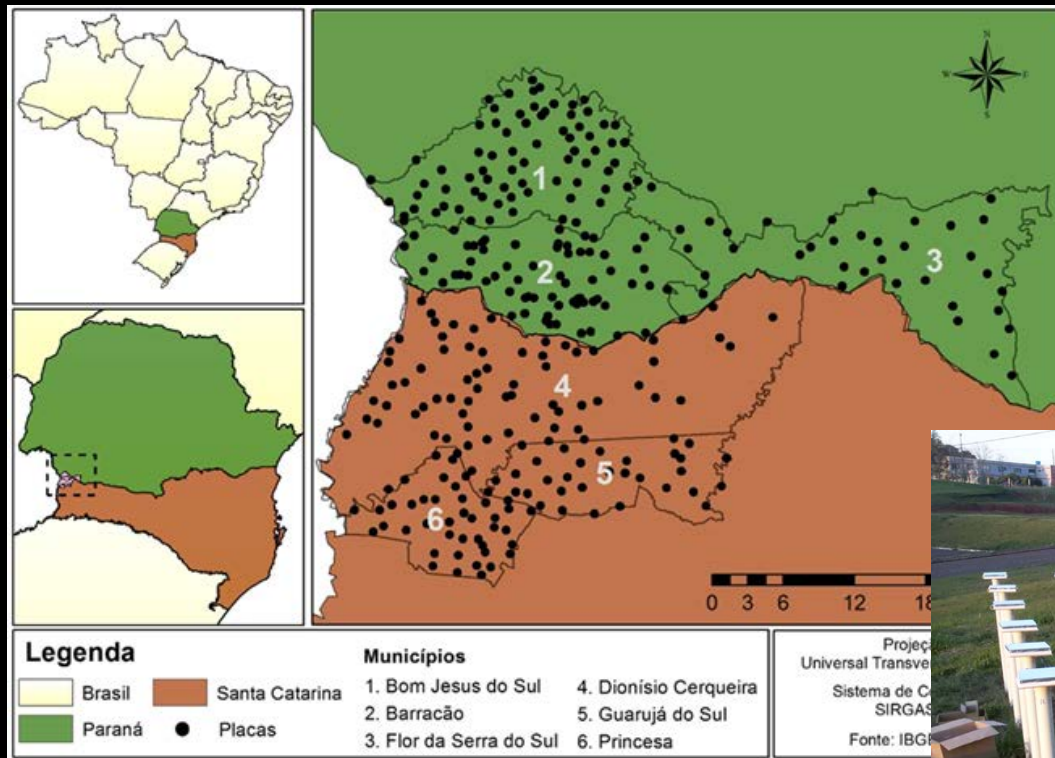 N
E
S
1
2
3
4
5
6
0 3 6 12 18
Legenda
Brasil
Santa Catarina
Paraná
Placas
Municípios
1. Bom Jesus do Sul
4. Dionísio Cerqueira
2. Barracão
5. Guarujá do Sul
3. Flor da Serra do Sul
6. Princesa
Universal
Sistema de
Fonte: